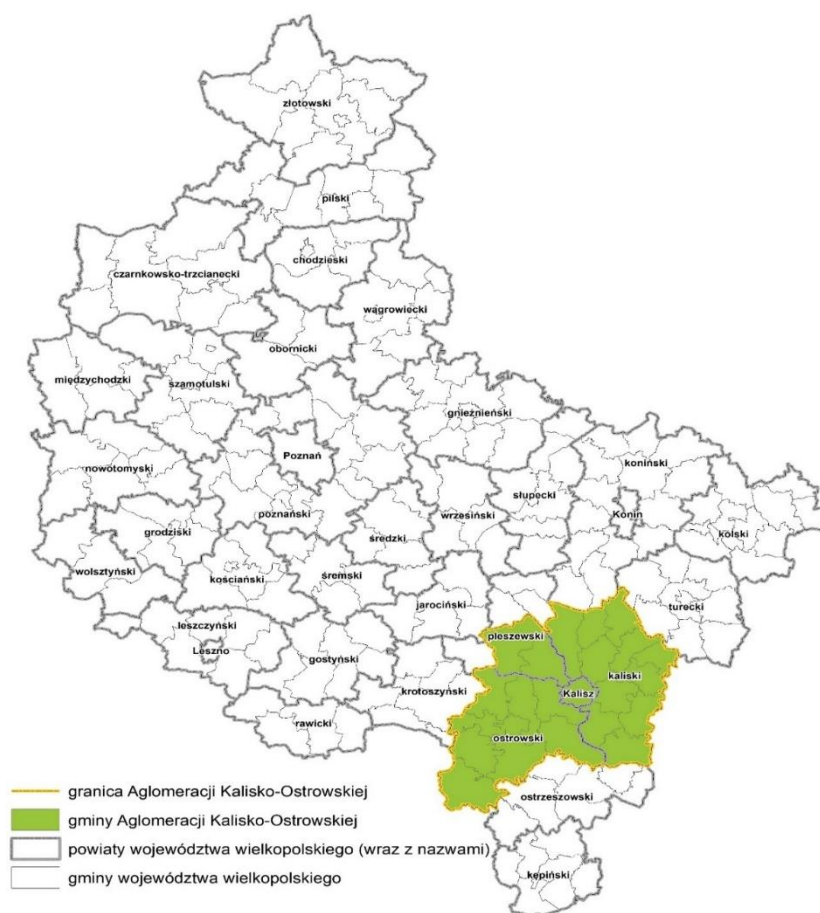 złotowski
pilski
chodzieski
czarnkowsko-trzcianecki
wągrowiecki
obornicki
międzychodzki
szamotulski
gnieźnieński
Poznań
nowotomyski
koniński
słupecki
poznański
wrzesiński
Konin
grodziski
średzki
kolski
wolsztyński
kościański
śremski
jarociński
turecki
leszczyński
pleszewski
Leszno
gostyński
kaliski
krotoszyński
Kalisz
rawicki
ostrowski
granica Aglomeracji Kalisko-Ostrowskiej
ostrzeszowski
gminy Aglomeracji Kalisko-Ostrowskiej
powiaty województwa wielkopolskiego (wraz z nazwami)
kępiński
gminy województwa wielkopolskiego